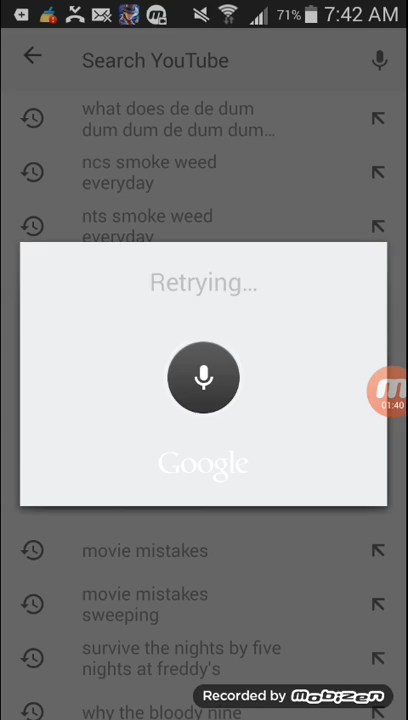 71% 7:42 AM
Search YouTube
what does de de dum
dum dum de dum dum...
ncs smoke weed
everyday
nts smoke weed
everyday
Retrying...
01:40
Google
movie mistakes
movie mistakes
sweeping
survive the nights by five
nights at freddy's
why the bloody nine
Recorded by mobizen